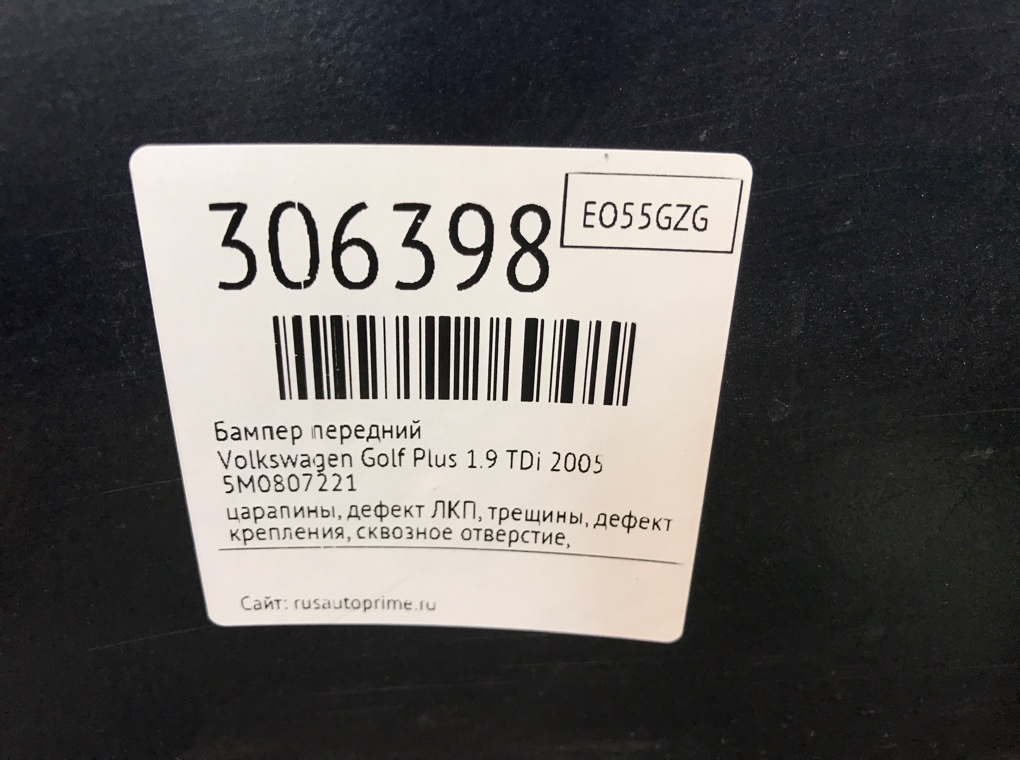 306398
EO55GZG
Бампер передний
Volkswagen Golf Plus 1.9 TDi 2005
5M0807221
царапины, дефект ЛКП, трещины, дефект
крепления, сквозное отверстие,
Сайт: rusautoprime.ru